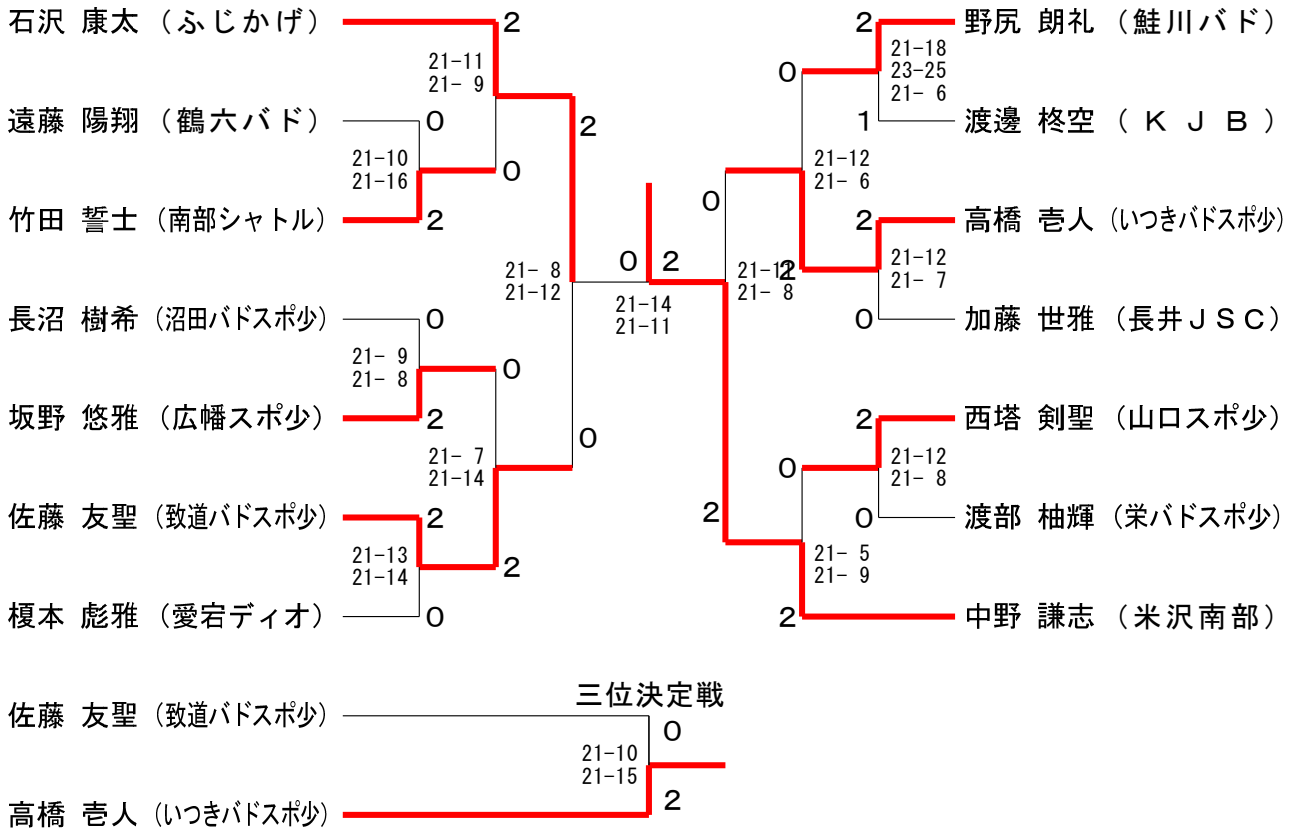 石沢 康太 (ふじかげ)
2
21-11
21- 9
遠藤 陽翔 (鶴六バド)
0
21-10
21-16
0
竹田 誓士 (南部シャトル)
2
2
21- 8
21-12
長沼 樹希 (沼田バドスポ少)
0
21- 9
21- 8
0
坂野 悠雅 (広幡スポ少)
2
21- 7
21-14
0
佐藤 友聖 (致道バドスポ少)
2
21-13
21-14
2
榎本 彪雅 (愛宕ディオ)
0
0 2
21-14
21-11
2 野尻 朗礼 (鮭川バド)
21-18
23-25
21- 6
0
1 渡邊 柊空 (KJB)
21-12
21- 6
0
2 高橋 壱人 (いつきバドスポ少)
21-12
21- 7
2
21-11
21- 8
0 加藤 世雅 (長井JSC)
2 西塔 剣聖 (山口スポ少)
21-12
21- 8
0
0 渡部 柚輝 (栄バドスポ少)
2
21- 5
21- 9
2 中野 謙志 (米沢南部)
三位決定戦
佐藤 友聖 (致道バドスポ少)
0
21-10
21-15
高橋 壱人 (いつきバドスポ少)
2